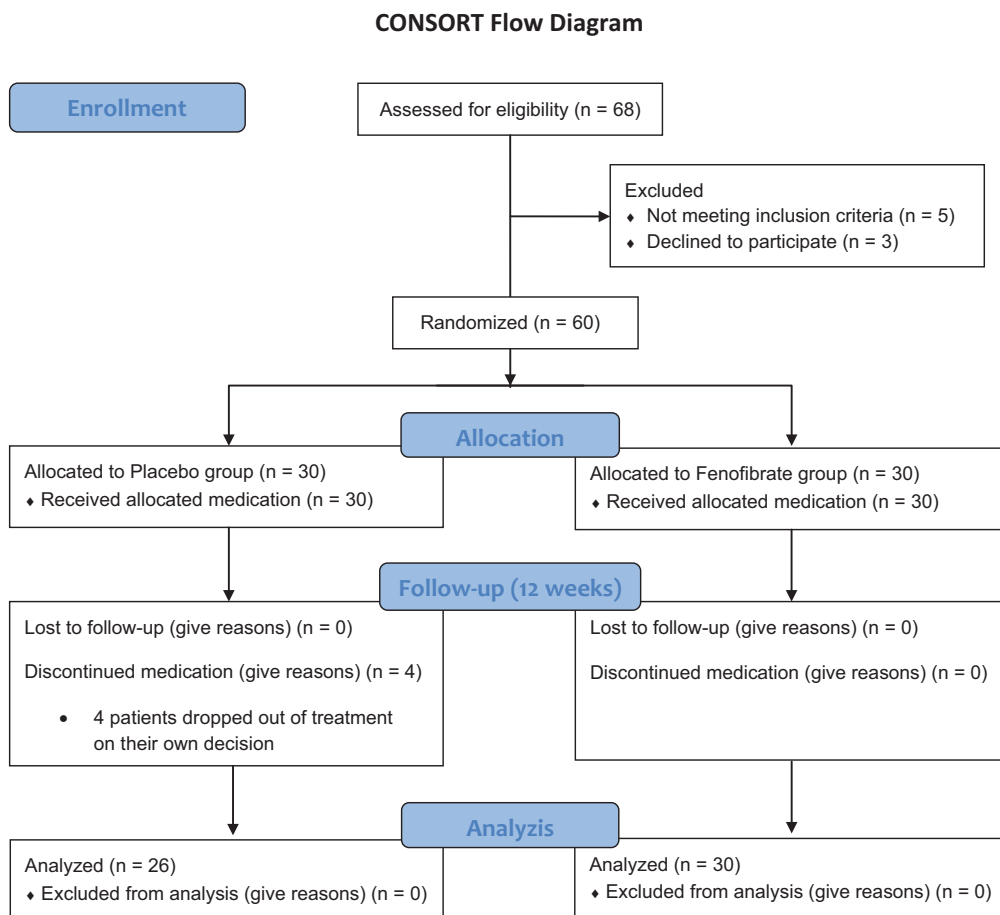 CONSORT Flow Diagram
Enrollment
Assessed for eligibility (n = 68)
Excluded
♦ Not meeting inclusion criteria (n = 5)
♦ Declined to participate (n = 3)
Randomized (n = 60)
Allocation
Allocated to Placebo group (n = 30)
♦ Received allocated medication (n = 30)
Allocated to Fenofibrate group (n = 30)
♦ Received allocated medication (n = 30)
Follow-up (12 weeks)
Lost to follow-up (give reasons) (n = 0)
Discontinued medication (give reasons) (n = 4)
• 4 patients dropped out of treatment
on their own decision
Lost to follow-up (give reasons) (n = 0)
Discontinued medication (give reasons) (n = 0)
Analyzis
Analyzed (n = 26)
♦ Excluded from analysis (give reasons) (n = 0)
Analyzed (n = 30)
♦ Excluded from analysis (give reasons) (n = 0)